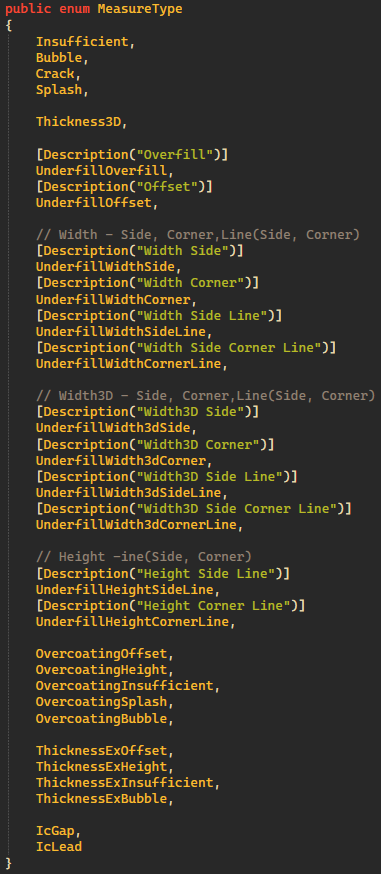 public enum MeasureType
{
    Insufficient,
    Bubble,
    Crack,
    Splash,

    Thickness3D,

    [Description("Overfill")]
    UnderfillOverfill,
    [Description("Offset")]
    UnderfillOffset,

    // Width - Side, Corner,Line(Side, Corner)
    [Description("Width Side")]
    UnderfillWidthSide,
    [Description("Width Corner")]
    UnderfillWidthCorner,
    [Description("Width Side Line")]
    UnderfillWidthSideLine,
    [Description("Width Side Corner Line")]
    UnderfillWidthCornerLine,

    // Width3D - Side, Corner,Line(Side, Corner)
    [Description("Width3D Side")]
    UnderfillWidth3dSide,
    [Description("Width3D Corner")]
    UnderfillWidth3dCorner,
    [Description("Width3D Side Line")]
    UnderfillWidth3dSideLine,
    [Description("Width3D Side Corner Line")]
    UnderfillWidth3dCornerLine,

    // Height -ine(Side, Corner)
    [Description("Height Side Line")]
    UnderfillHeightSideLine,
    [Description("Height Corner Line")]
    UnderfillHeightCornerLine,

    OvercoatingOffset,
    OvercoatingHeight,
    OvercoatingInsufficient,
    OvercoatingSplash,
    OvercoatingBubble,

    ThicknessExOffset,
    ThicknessExHeight,
    ThicknessExInsufficient,
    ThicknessExBubble,

    IcGap,
    IcLead
}